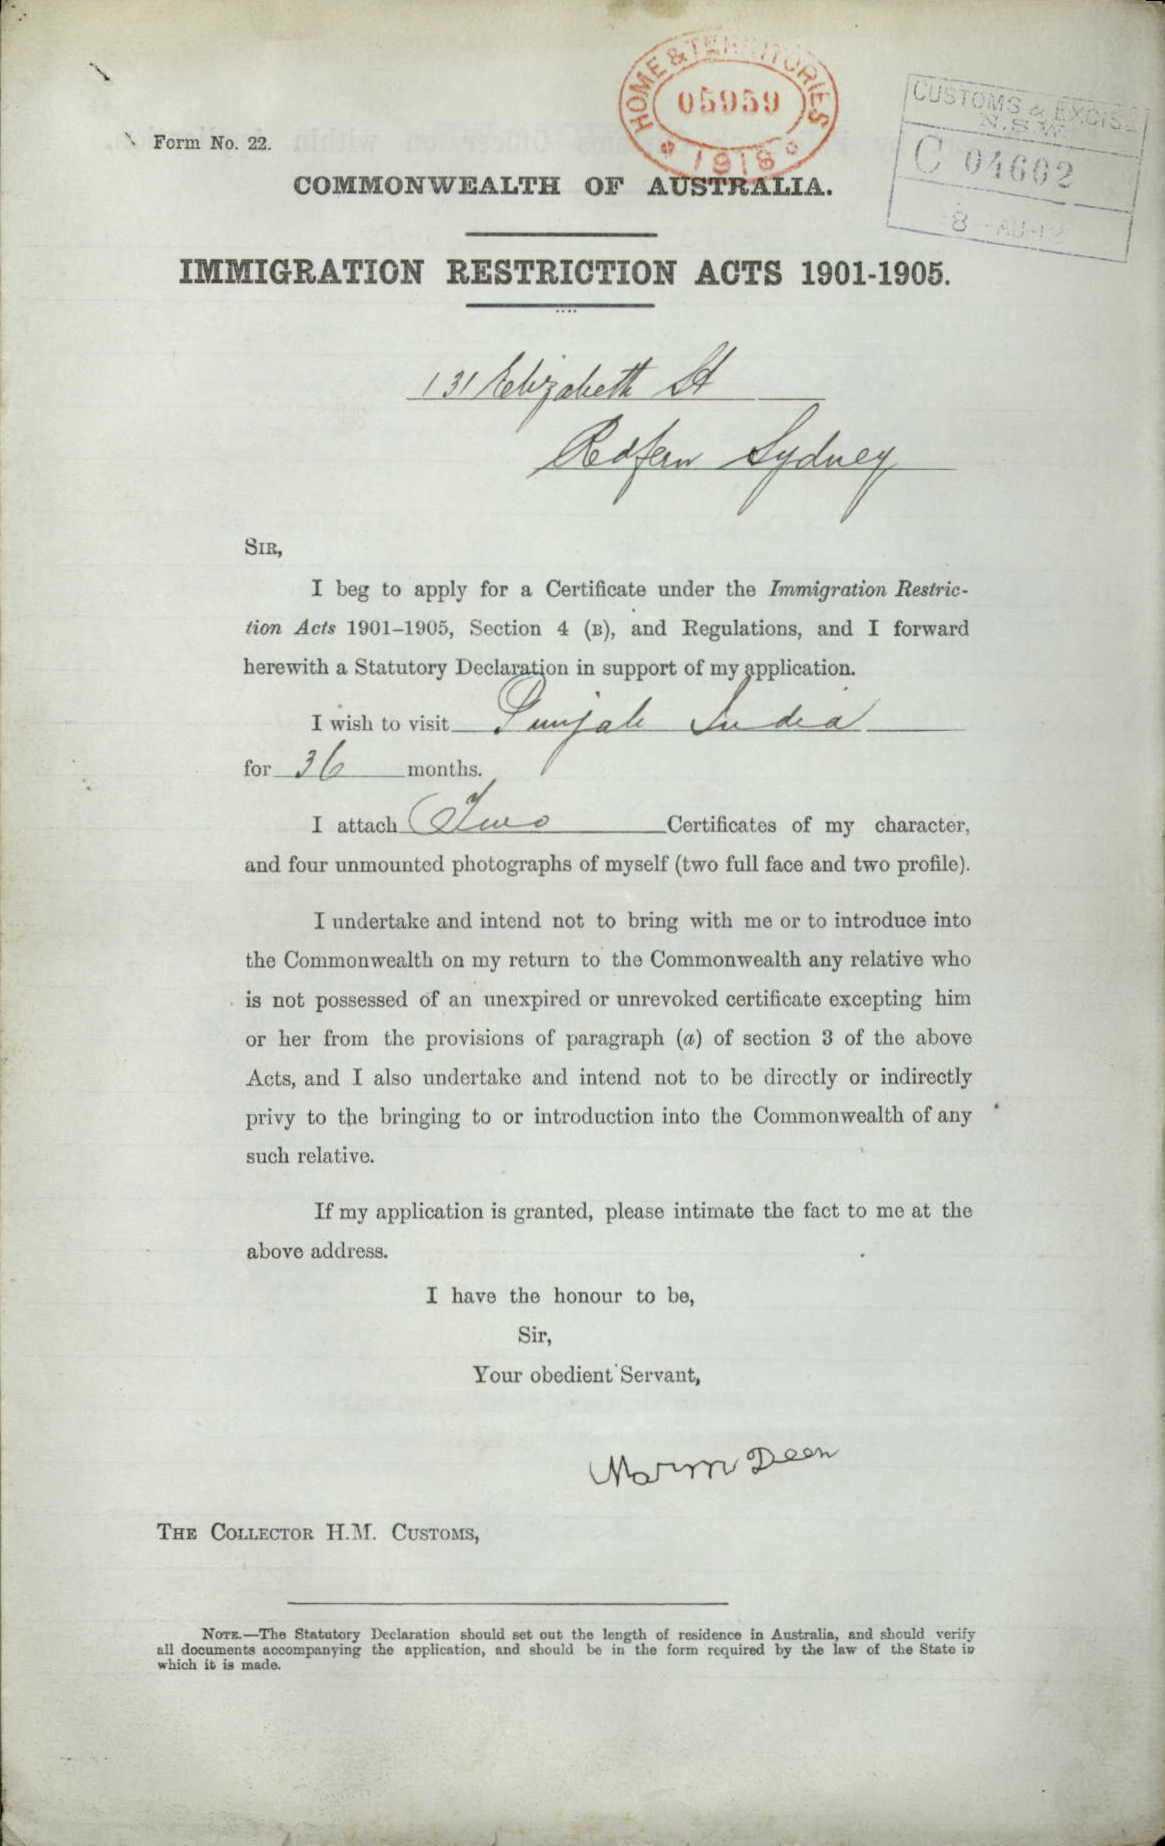 HOME & TERRITORIES
05959
1918
CUSTOMS & EXCISE
N.S.W.
C 04602
8
Form No. 22.
COMMONWEALTH OF AUSTRALIA.
IMMIGRATION RESTRICTION ACTS 1901-1905.
131 Elizabeth St
Redfern Sydney
SIR,
I beg to apply for a Certificate under the Immigration Restric-
tion Acts 1901-1905, Section 4 (B), and Regulations, and I forward
herewith a Statutory Declaration in support of my application.
I wish to visit Punjab India
for 36 months.
I attach Two Certificates of my character,
and four unmounted photographs of myself (two full face and two profile).
I undertake and intend not to bring with me or to introduce into
the Commonwealth on my return to the Commonwealth any relative who
is not possessed of an unexpired or unrevoked certificate excepting him
or her from the provisions of paragraph (a) of section 3 of the above
Acts, and I also undertake and intend not to be directly or indirectly
privy to the bringing to or introduction into the Commonwealth of any
such relative.
If my application is granted, please intimate the fact to me at the
above address.
I have the honour to be,
Sir,
Your obedient Servant,
Deen
THE COLLECTOR H.M. CUSTOMS,
NOTE.—The Statutory Declaration should set out the length of residence in Australia, and should verify
all documents accompanying the application, and should be in the form required by the law of the State in
which it is made.